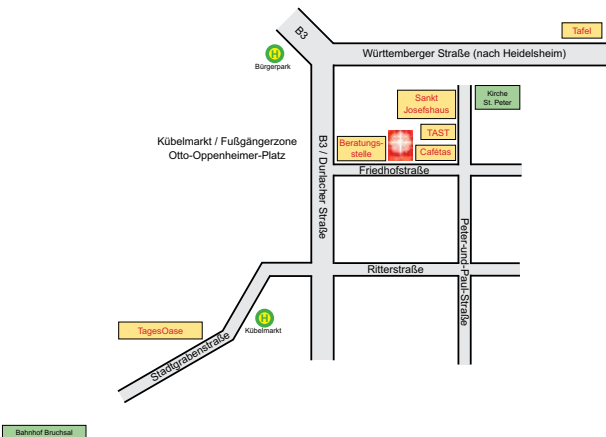 B3
Tafel
H
Bürgerpark
Württemberger Straße (nach Heidelsheim)
Sankt
Josefshaus
Kirche
St. Peter
Kübelmarkt / Fußgängerzone
Otto-Oppenheimer-Platz
B3 / Durlacher Straße
Beratungs-
stelle
TAST
Cafétas
Friedhofstraße
Peter-und-Paul-Straße
Ritterstraße
H
Kübelmarkt
TagesOase
Stadtgrabenstraße
Bahnhof Bruchsal